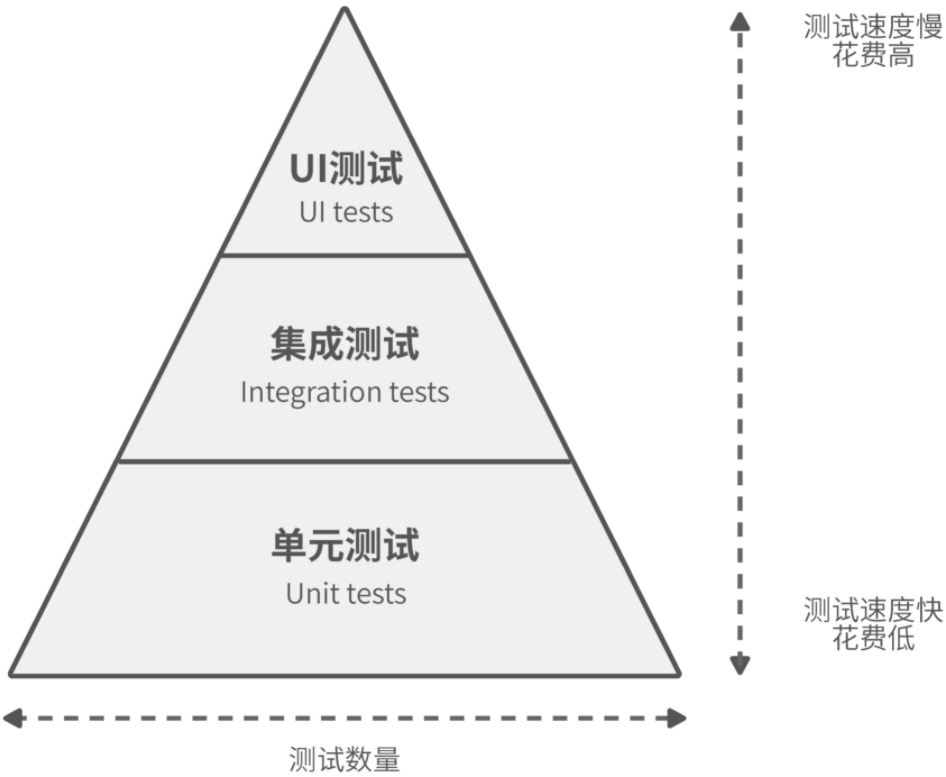 测试速度慢
花费高
UI测试
UI tests
集成测试
Integration tests
单元测试
Unit tests
测试速度快
花费低
测试数量